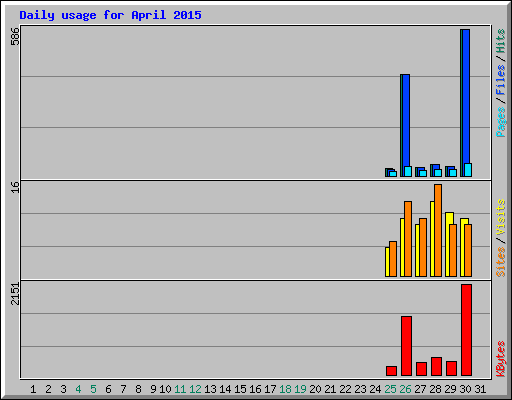 Daily usage for April 2015
586
Pages / Files / Hits
16
Sites / Visits
2151
KBytes
1 2 3 4 5 6 7 8 9 10 11 12 13 14 15 16 17 18 19 20 21 22 23 24 25 26 27 28 29 30 31